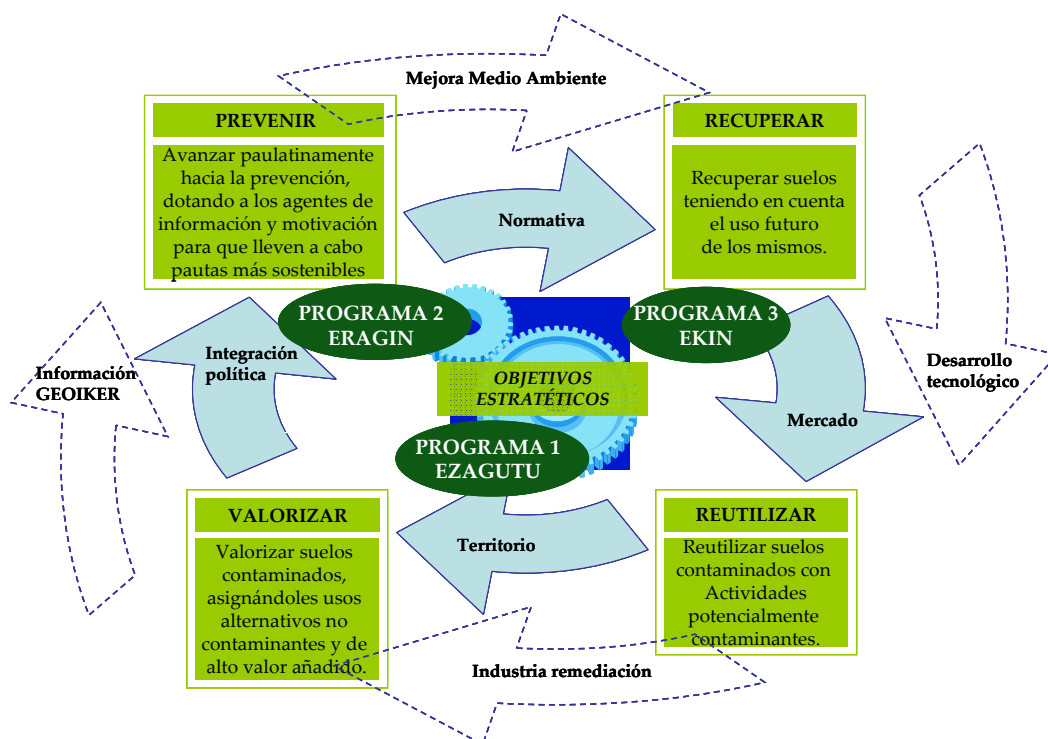 Mejora Medio Ambiente
PREVENIR
Avanzar paulatinamente
hacia la prevención,
dotando a los agentes de
información y motivación
para que lleven a cabo
pautas más sostenibles
RECUPERAR
Recuperar suelos
teniendo en cuenta
el uso futuro
de los mismos.
Normativa
PROGRAMA 2
ERAGIN
PROGRAMA 3
EKIN
Información
GEOIKER
Integración
política
OBJETIVOS
ESTRATÉTICOS
Desarrollo
tecnológico
Mercado
PROGRAMA 1
EZAGUTU
VALORIZAR
Valorizar suelos
contaminados,
asignándoles usos
alternativos no
contaminantes y de
alto valor añadido.
Territorio
REUTILIZAR
Reutilizar suelos
contaminados con
Actividades
potencialmente
contaminantes.
Industria remediación